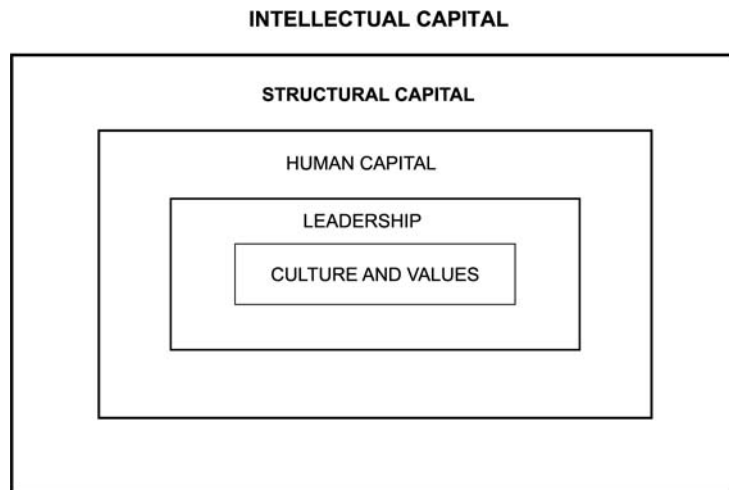 INTELLECTUAL CAPITAL
STRUCTURAL CAPITAL
HUMAN CAPITAL
LEADERSHIP
CULTURE AND VALUES